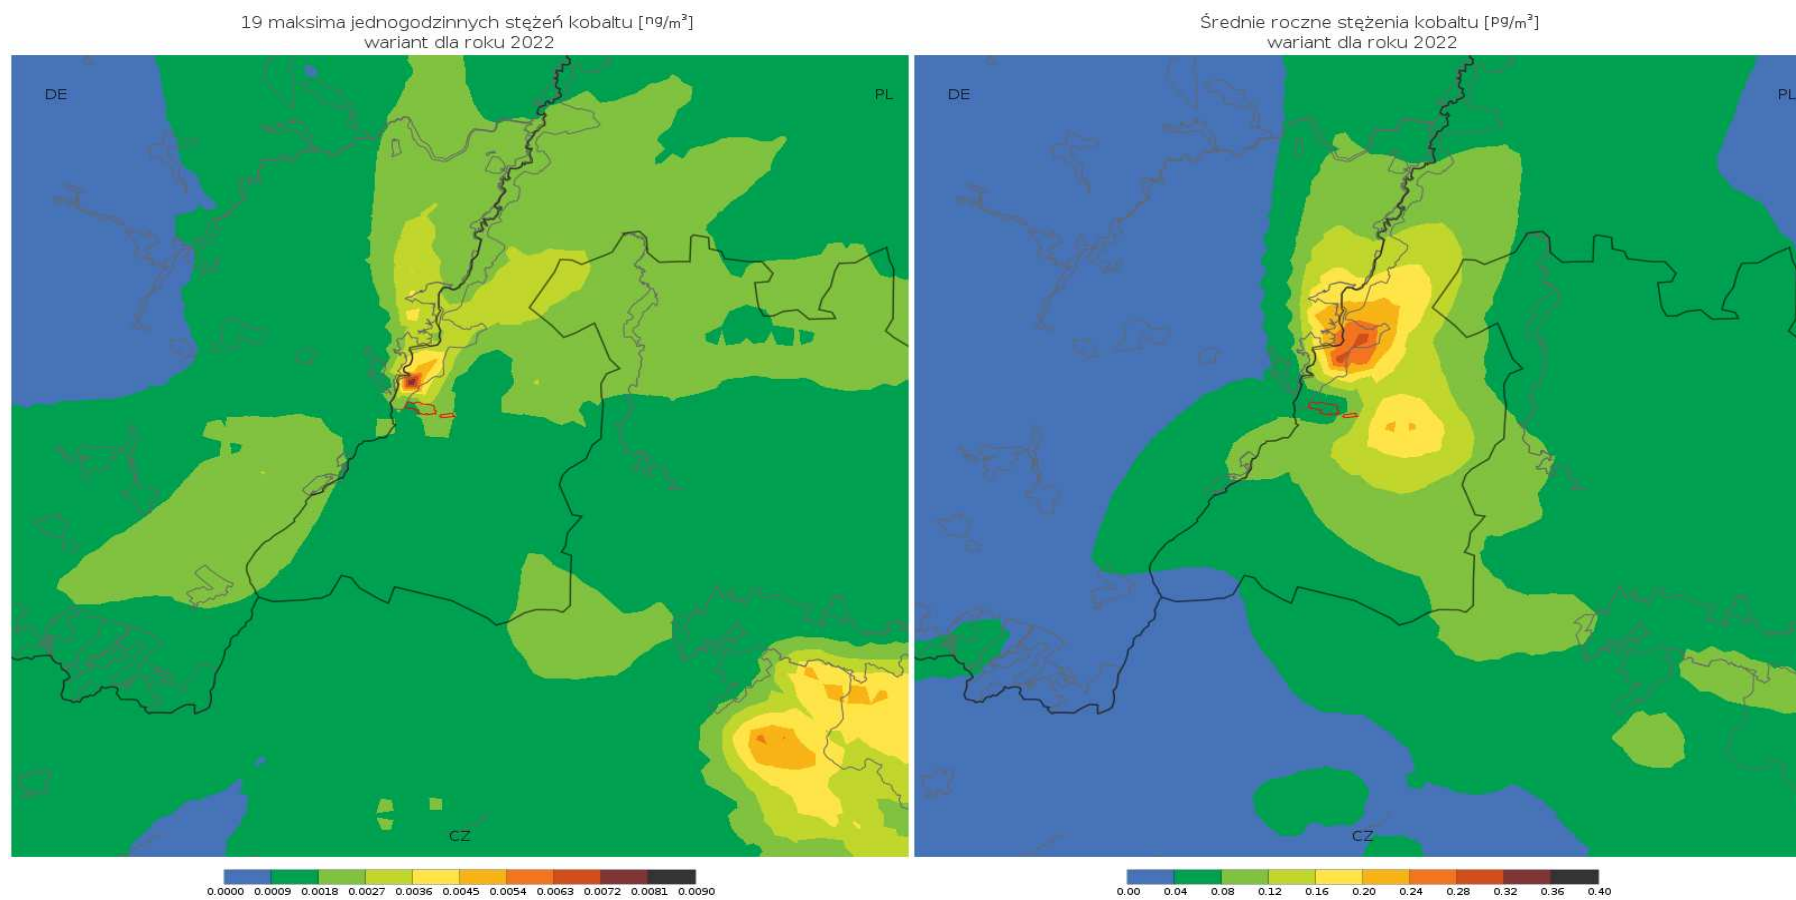 19 maksima jednogodzinnych stężeń kobaltu [ng/m³]
wariant dla roku 2022
DE
PL
CZ
0.0000 0.0009 0.0018 0.0027 0.0036 0.0045 0.0054 0.0063 0.0072 0.0081 0.0090
Średnie roczne stężenia kobaltu [pg/m³]
wariant dla roku 2022
DE
PL
CZ
0.00 0.04 0.08 0.12 0.16 0.20 0.24 0.28 0.32 0.36 0.40